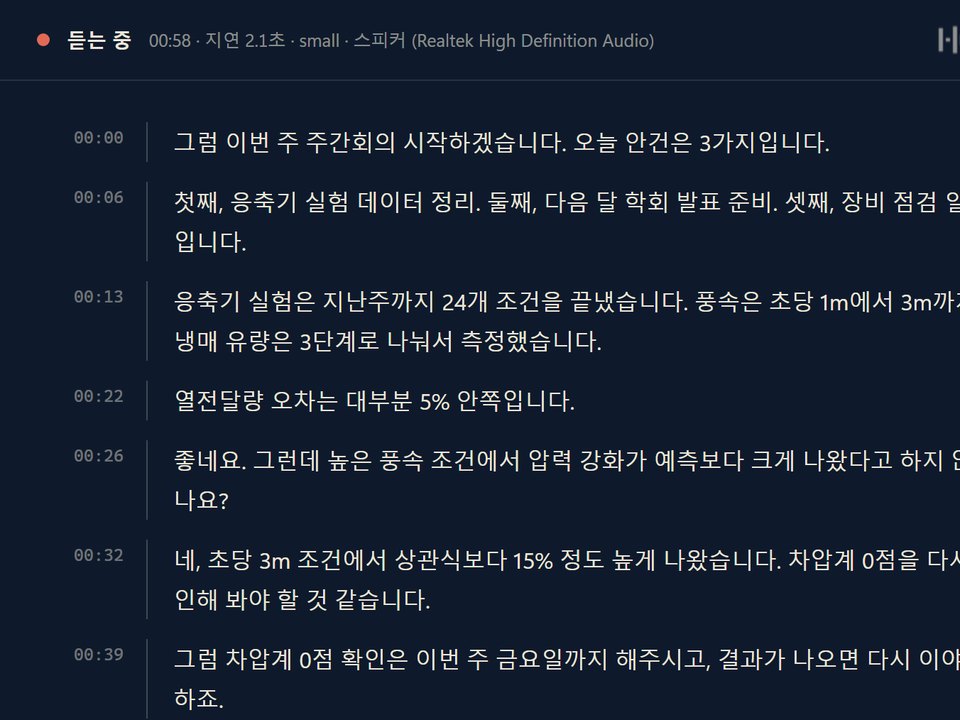 듣는 중 00:58 · 지연 2.1초 · small · 스피커 (Realtek High Definition Audio)
00:00 그럼 이번 주 주간회의 시작하겠습니다. 오늘 안건은 3가지입니다.
00:06 첫째, 응축기 실험 데이터 정리. 둘째, 다음 달 학회 발표 준비. 셋째, 장비 점검
입니다.
00:13 응축기 실험은 지난주까지 24개 조건을 끝냈습니다. 풍속은 초당 1m에서 3m까지
냉매 유량은 3단계로 나눠서 측정했습니다.
00:22 열전달량 오차는 대부분 5% 안쪽입니다.
00:26 좋네요. 그런데 높은 풍속 조건에서 압력 강화가 예측보다 크게 나왔다고 하지
나요?
00:32 네, 초당 3m 조건에서 상관식보다 15% 정도 높게 나왔습니다. 차압계 0점을 다시
인해 봐야 할 것 같습니다.
00:39 그럼 차압계 0점 확인은 이번 주 금요일까지 해주시고, 결과가 나오면 다시 이야
하죠.